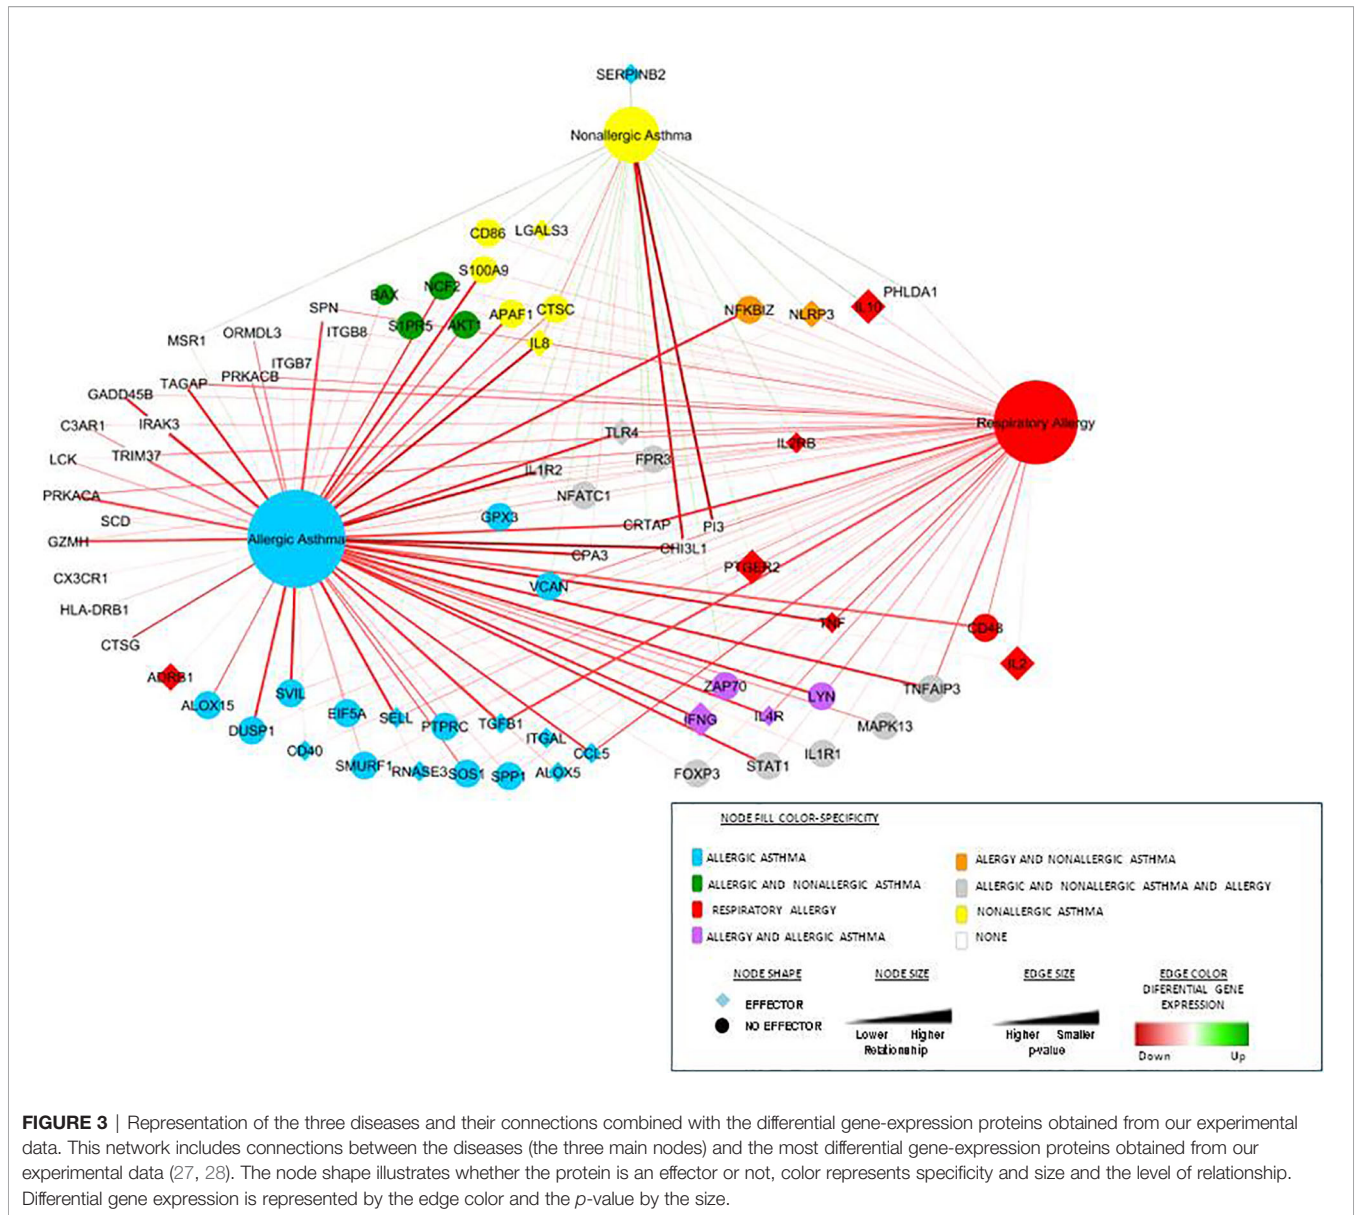 SERPINB2
Nonallergic Asthma
CD86
LGALS3
S100A9
NCF2
BAX
SPN
APAF1
CTSC
S1PR5
AKT1
ITGB8
ORMDL3
MSR1
IL8
NFKBIZ
NLRP3
IL10
PHLDA1
ITGB7
PRKACB
TAGAP
GADD45B
C3AR1
IRAK3
TLR4
IL2RB
Respiratory Allergy
LCK
TRIM37
FPR3
IL1R2
PRKACA
NFATC1
SCD
GPX3
CRTAP
PI3
GZMH
Allergic Asthma
CHI3L1
CPA3
CX3CR1
VCAN
PTGER2
HLA-DRB1
CTSG
TNF
CD48
IL2
ADRB1
ALOX15
SVIL
ZAP70
LYN
TNFAIP3
DUSP1
EIF5A
SELL
PTPRC
TGFB1
IFNG
IL4R
MAPK13
CD40
ITGAL
CCL5
IL1R1
SMURF1
RNASE3
SOS1
SPP1
ALOX5
FOXP3
STAT1
NODE FILL COLOR-SPECIFICITY
ALLERGIC ASTHMA
ALLERGIC AND NONALLERGIC ASTHMA
RESPIRATORY ALLERGY
ALLERGY AND ALLERGIC ASTHMA
ALERGY AND NONALLERGIC ASTHMA
ALLERGIC AND NONALLERGIC ASTHMA AND ALLERGY
NONALLERGIC ASTHMA
NONE
NODE SHAPE
EFFECTOR
NO EFFECTOR
NODE SIZE
Lower Higher
Relationship
EDGE SIZE
Higher Smaller
p-value
EDGE COLOR
DIFERENTIAL GENE
EXPRESSION
Down Up
FIGURE 3 | Representation of the three diseases and their connections combined with the differential gene-expression proteins obtained from our experimental
data. This network includes connections between the diseases (the three main nodes) and the most differential gene-expression proteins obtained from our
experimental data (27, 28). The node shape illustrates whether the protein is an effector or not, color represents specificity and size and the level of relationship.
Differential gene expression is represented by the edge color and the p-value by the size.